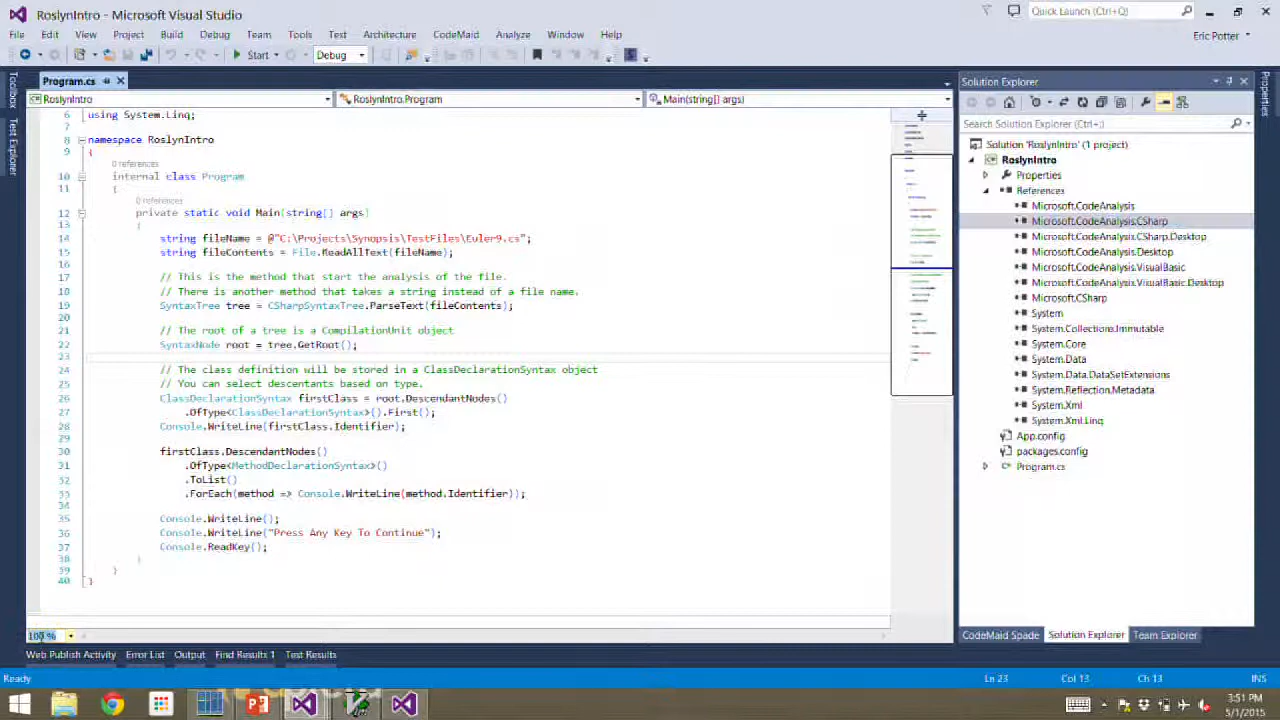 RoslynIntro - Microsoft Visual Studio
Quick Launch (Ctrl+Q)
File Edit View Project Build Debug Team Tools Text Architecture CodeMaid Analyze Window Help
Eric Potter
Start Debug
Toolbox
Test Explorer
Program.cs
RoslynIntro RoslynIntro.Program Main(string[] args)
6 using System.Linq;
7
8 namespace RoslynIntro
9 {
0 references
10 internal class Program
11 {
0 references
12 private static void Main(string[] args)
13 {
14 string fileName = @"C:\Projects\Synopsis\TestFiles\Euler9.cs";
15 string fileContents = File.ReadAllText(fileName);
16
17 // This is the method that start the analysis of the file.
18 // There is another method that takes a string instead of a file name.
19 SyntaxTree tree = CSharpSyntaxTree.ParseText(fileContents);
20
21 // The root of a tree is a CompilationUnit object
22 SyntaxNode root = tree.GetRoot();
23
24 // The class definition will be stored in a ClassDeclarationSyntax object
25 // You can select descentants based on type.
26 ClassDeclarationSyntax firstClass = root.DescendantNodes()
27 .OfType<ClassDeclarationSyntax>().First();
28 Console.WriteLine(firstClass.Identifier);
29
30 firstClass.DescendantNodes()
31 .OfType<MethodDeclarationSyntax>()
32 .ToList()
33 .ForEach(method => Console.WriteLine(method.Identifier));
34
35 Console.WriteLine();
36 Console.WriteLine("Press Any Key To Continue");
37 Console.ReadKey();
38 }
39 }
40 }
100 %
Solution Explorer
Search Solution Explorer (Ctrl+;)
Solution 'RoslynIntro' (1 project)
RoslynIntro
Properties
References
Microsoft.CodeAnalysis
Microsoft.CodeAnalysis.CSharp
Microsoft.CodeAnalysis.CSharp.Desktop
Microsoft.CodeAnalysis.Desktop
Microsoft.CodeAnalysis.VisualBasic
Microsoft.CodeAnalysis.VisualBasic.Desktop
Microsoft.CSharp
System
System.Collections.Immutable
System.Core
System.Data
System.Data.DataSetExtensions
System.Reflection.Metadata
System.Xml
System.Xml.Linq
App.config
packages.config
Program.cs
Properties
CodeMaid Spade Solution Explorer Team Explorer
Web Publish Activity Error List Output Find Results 1 Test Results
Ready Ln 23 Col 13 Ch 13 INS
3:51 PM
5/1/2015